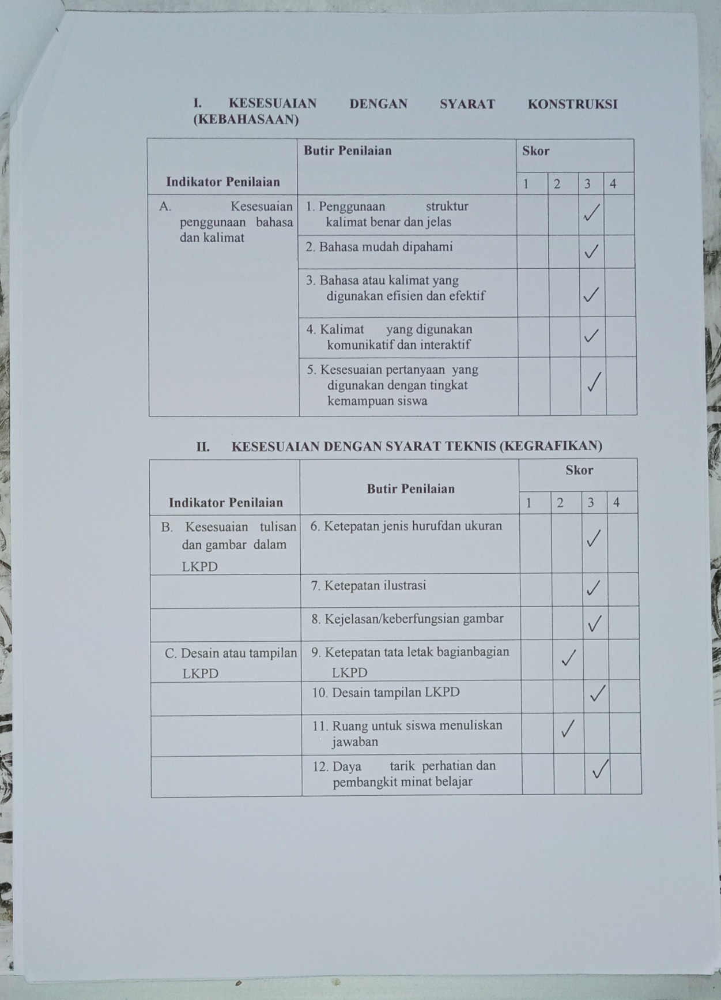 I. KESESUAIAN DENGAN SYARAT KONSTRUKSI
(KEBAHASAAN)
Indikator Penilaian
Butir Penilaian
Skor
1 2 3 4
A. Kesesuaian
penggunaan bahasa
dan kalimat
1. Penggunaan struktur
kalimat benar dan jelas
✓
2. Bahasa mudah dipahami
✓
3. Bahasa atau kalimat yang
digunakan efisien dan efektif
✓
4. Kalimat yang digunakan
komunikatif dan interaktif
✓
5. Kesesuaian pertanyaan yang
digunakan dengan tingkat
kemampuan siswa
✓
II. KESESUAIAN DENGAN SYARAT TEKNIS (KEGRAFIKAN)
Indikator Penilaian
Butir Penilaian
Skor
1 2 3 4
B. Kesesuaian tulisan
dan gambar dalam
LKPD
6. Ketepatan jenis hurufdan ukuran
✓
7. Ketepatan ilustrasi
✓
8. Kejelasan/keberfungsian gambar
✓
C. Desain atau tampilan
LKPD
9. Ketepatan tata letak bagianbagian
LKPD
✓
10. Desain tampilan LKPD
✓
11. Ruang untuk siswa menuliskan
jawaban
✓
12. Daya tarik perhatian dan
pembangkit minat belajar
✓